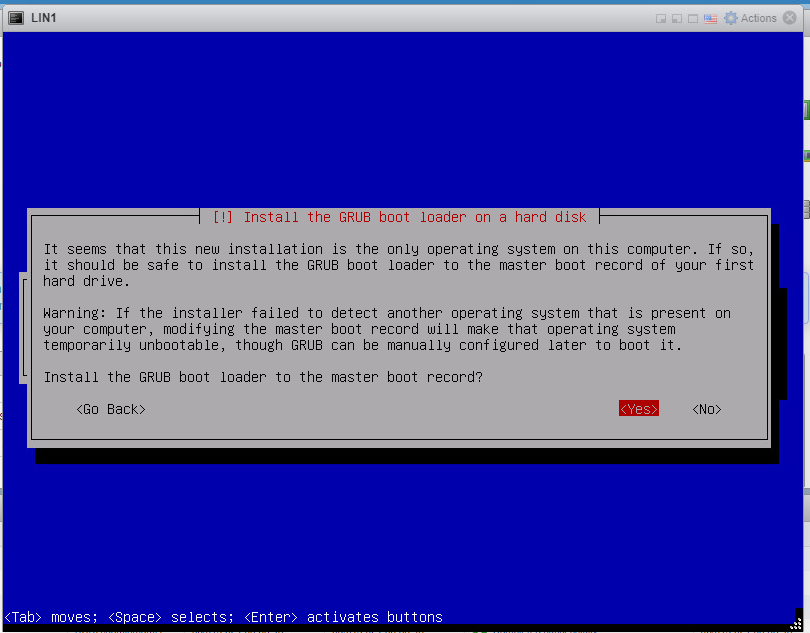 LIN1
Actions
[!] Install the GRUB boot loader on a hard disk
It seems that this new installation is the only operating system on this computer. If so,
it should be safe to install the GRUB boot loader to the master boot record of your first
hard drive.
Warning: If the installer failed to detect another operating system that is present on
your computer, modifying the master boot record will make that operating system
temporarily unbootable, though GRUB can be manually configured later to boot it.
Install the GRUB boot loader to the master boot record?
<Go Back> <Yes> <No>
<Tab> moves; <Space> selects; <Enter> activates buttons